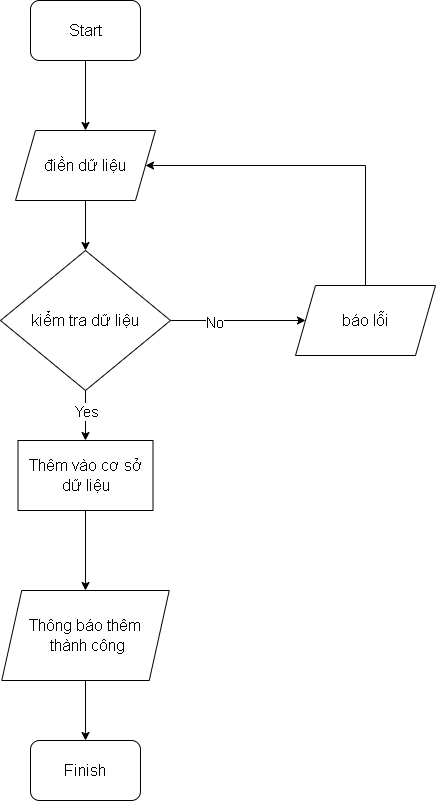 Start
điền dữ liệu
kiểm tra dữ liệu
No
báo lỗi
Yes
Thêm vào cơ sở
dữ liệu
Thông báo thêm
thành công
Finish